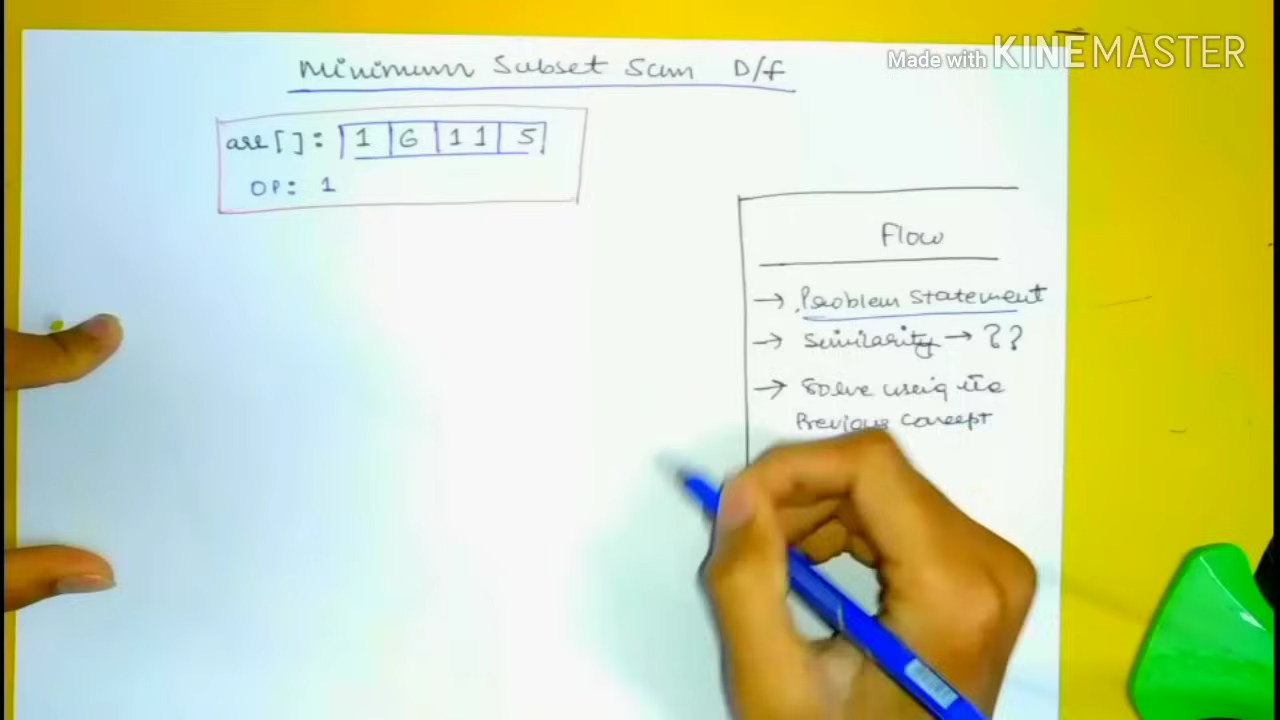 Minimum Subset Sum D/f
Made with KINEMASTER
arr[]: 1 6 11 5
OP: 1
Flow
→ Problem statement
→ Similarity → ??
→ Solve using the
Previous concept